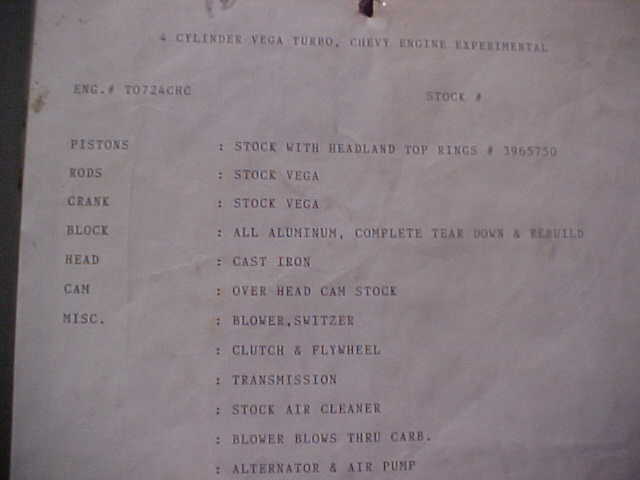 4 CYLINDER VEGA TURBO, CHEVY ENGINE EXPERIMENTAL
ENG.# TO724CHC STOCK #
PISTONS : STOCK WITH HEADLAND TOP RINGS # 3965750
RODS : STOCK VEGA
CRANK : STOCK VEGA
BLOCK : ALL ALUMINUM, COMPLETE TEAR DOWN & REBUILD
HEAD : CAST IRON
CAM : OVER HEAD CAM STOCK
MISC. : BLOWER,SWITZER
: CLUTCH & FLYWHEEL
: TRANSMISSION
: STOCK AIR CLEANER
: BLOWER BLOWS THRU CARB.
: ALTERNATOR & AIR PUMP